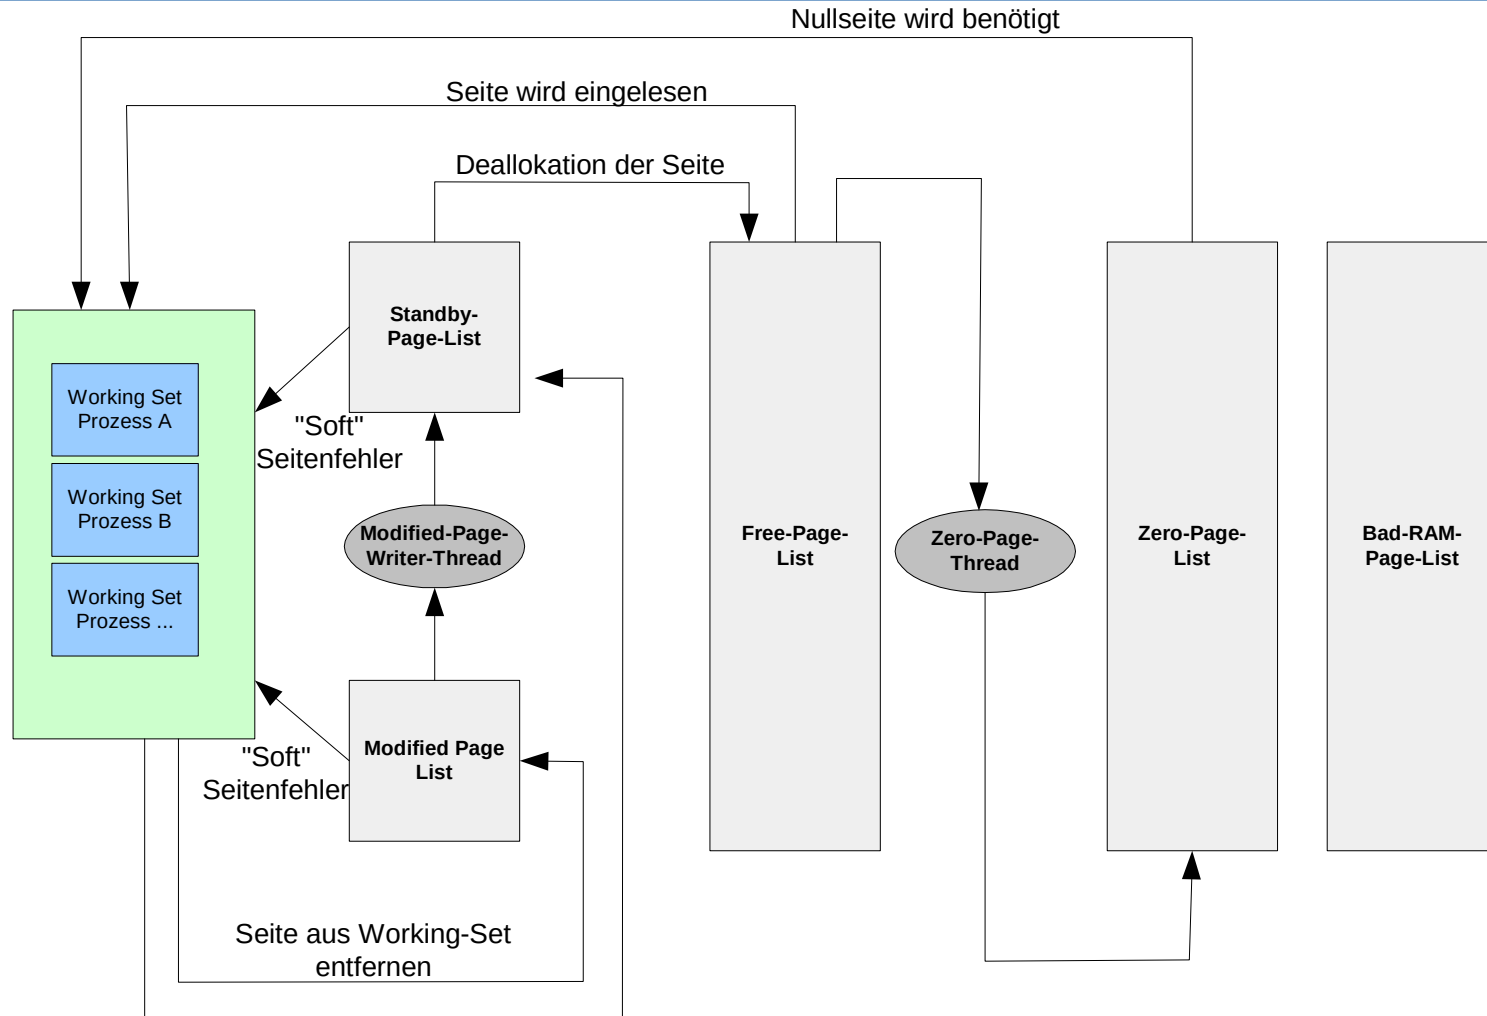 Nullseite wird benötigt
Seite wird eingelesen
Deallokation der Seite
Standby-
Page-List
Working Set
Prozess A
"Soft"
Seitenfehler
Working Set
Prozess B
Modified-Page-
Writer-Thread
Free-Page-
List
Zero-Page-
Thread
Zero-Page-
List
Bad-RAM-
Page-List
Working Set
Prozess ...
Modified Page
List
"Soft"
Seitenfehler
Seite aus Working-Set
entfernen